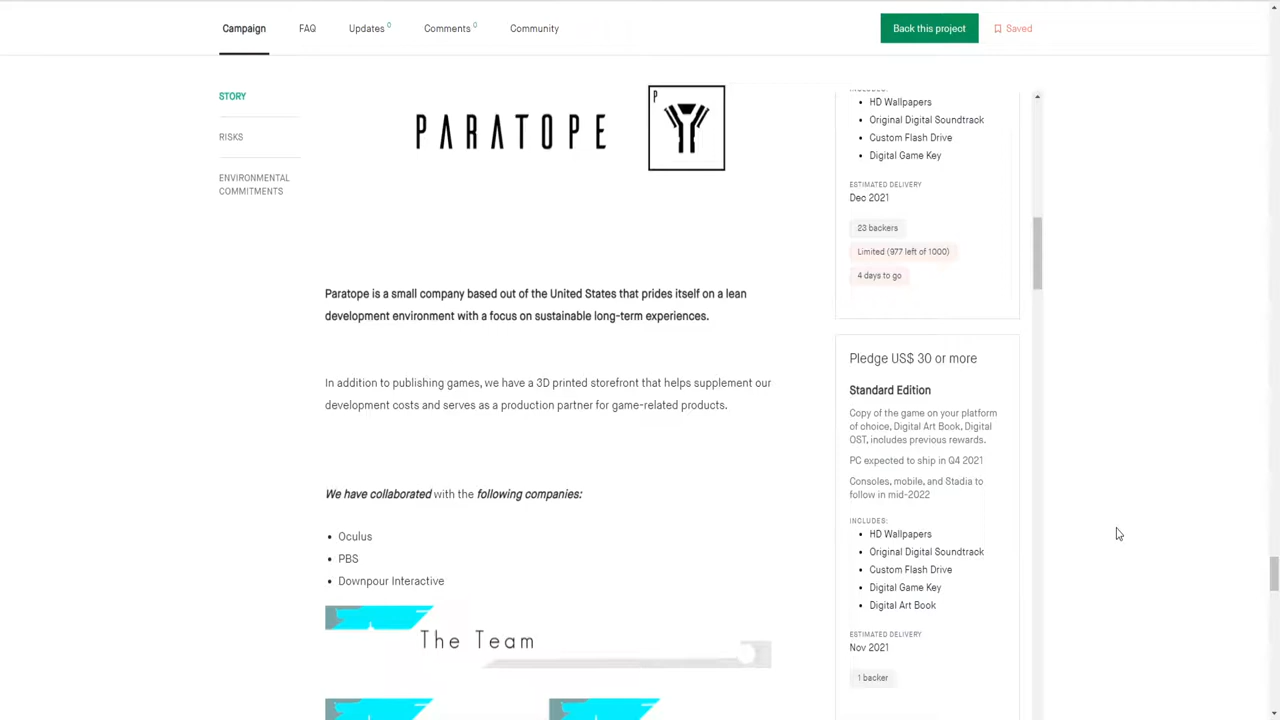 Campaign
FAQ
Updates 0
Comments 0
Community
Back this project
Saved
STORY
RISKS
ENVIRONMENTAL
COMMITMENTS
PARATOPE
P
Paratope is a small company based out of the United States that prides itself on a lean
development environment with a focus on sustainable long-term experiences.
In addition to publishing games, we have a 3D printed storefront that helps supplement our
development costs and serves as a production partner for game-related products.
We have collaborated with the following companies:
• Oculus
• PBS
• Downpour Interactive
The Team
INCLUDES:
• HD Wallpapers
• Original Digital Soundtrack
• Custom Flash Drive
• Digital Game Key
ESTIMATED DELIVERY
Dec 2021
23 backers
Limited (977 left of 1000)
4 days to go
Pledge US$ 30 or more
Standard Edition
Copy of the game on your platform
of choice, Digital Art Book, Digital
OST, includes previous rewards.
PC expected to ship in Q4 2021
Consoles, mobile, and Stadia to
follow in mid-2022
INCLUDES:
• HD Wallpapers
• Original Digital Soundtrack
• Custom Flash Drive
• Digital Game Key
• Digital Art Book
ESTIMATED DELIVERY
Nov 2021
1 backer